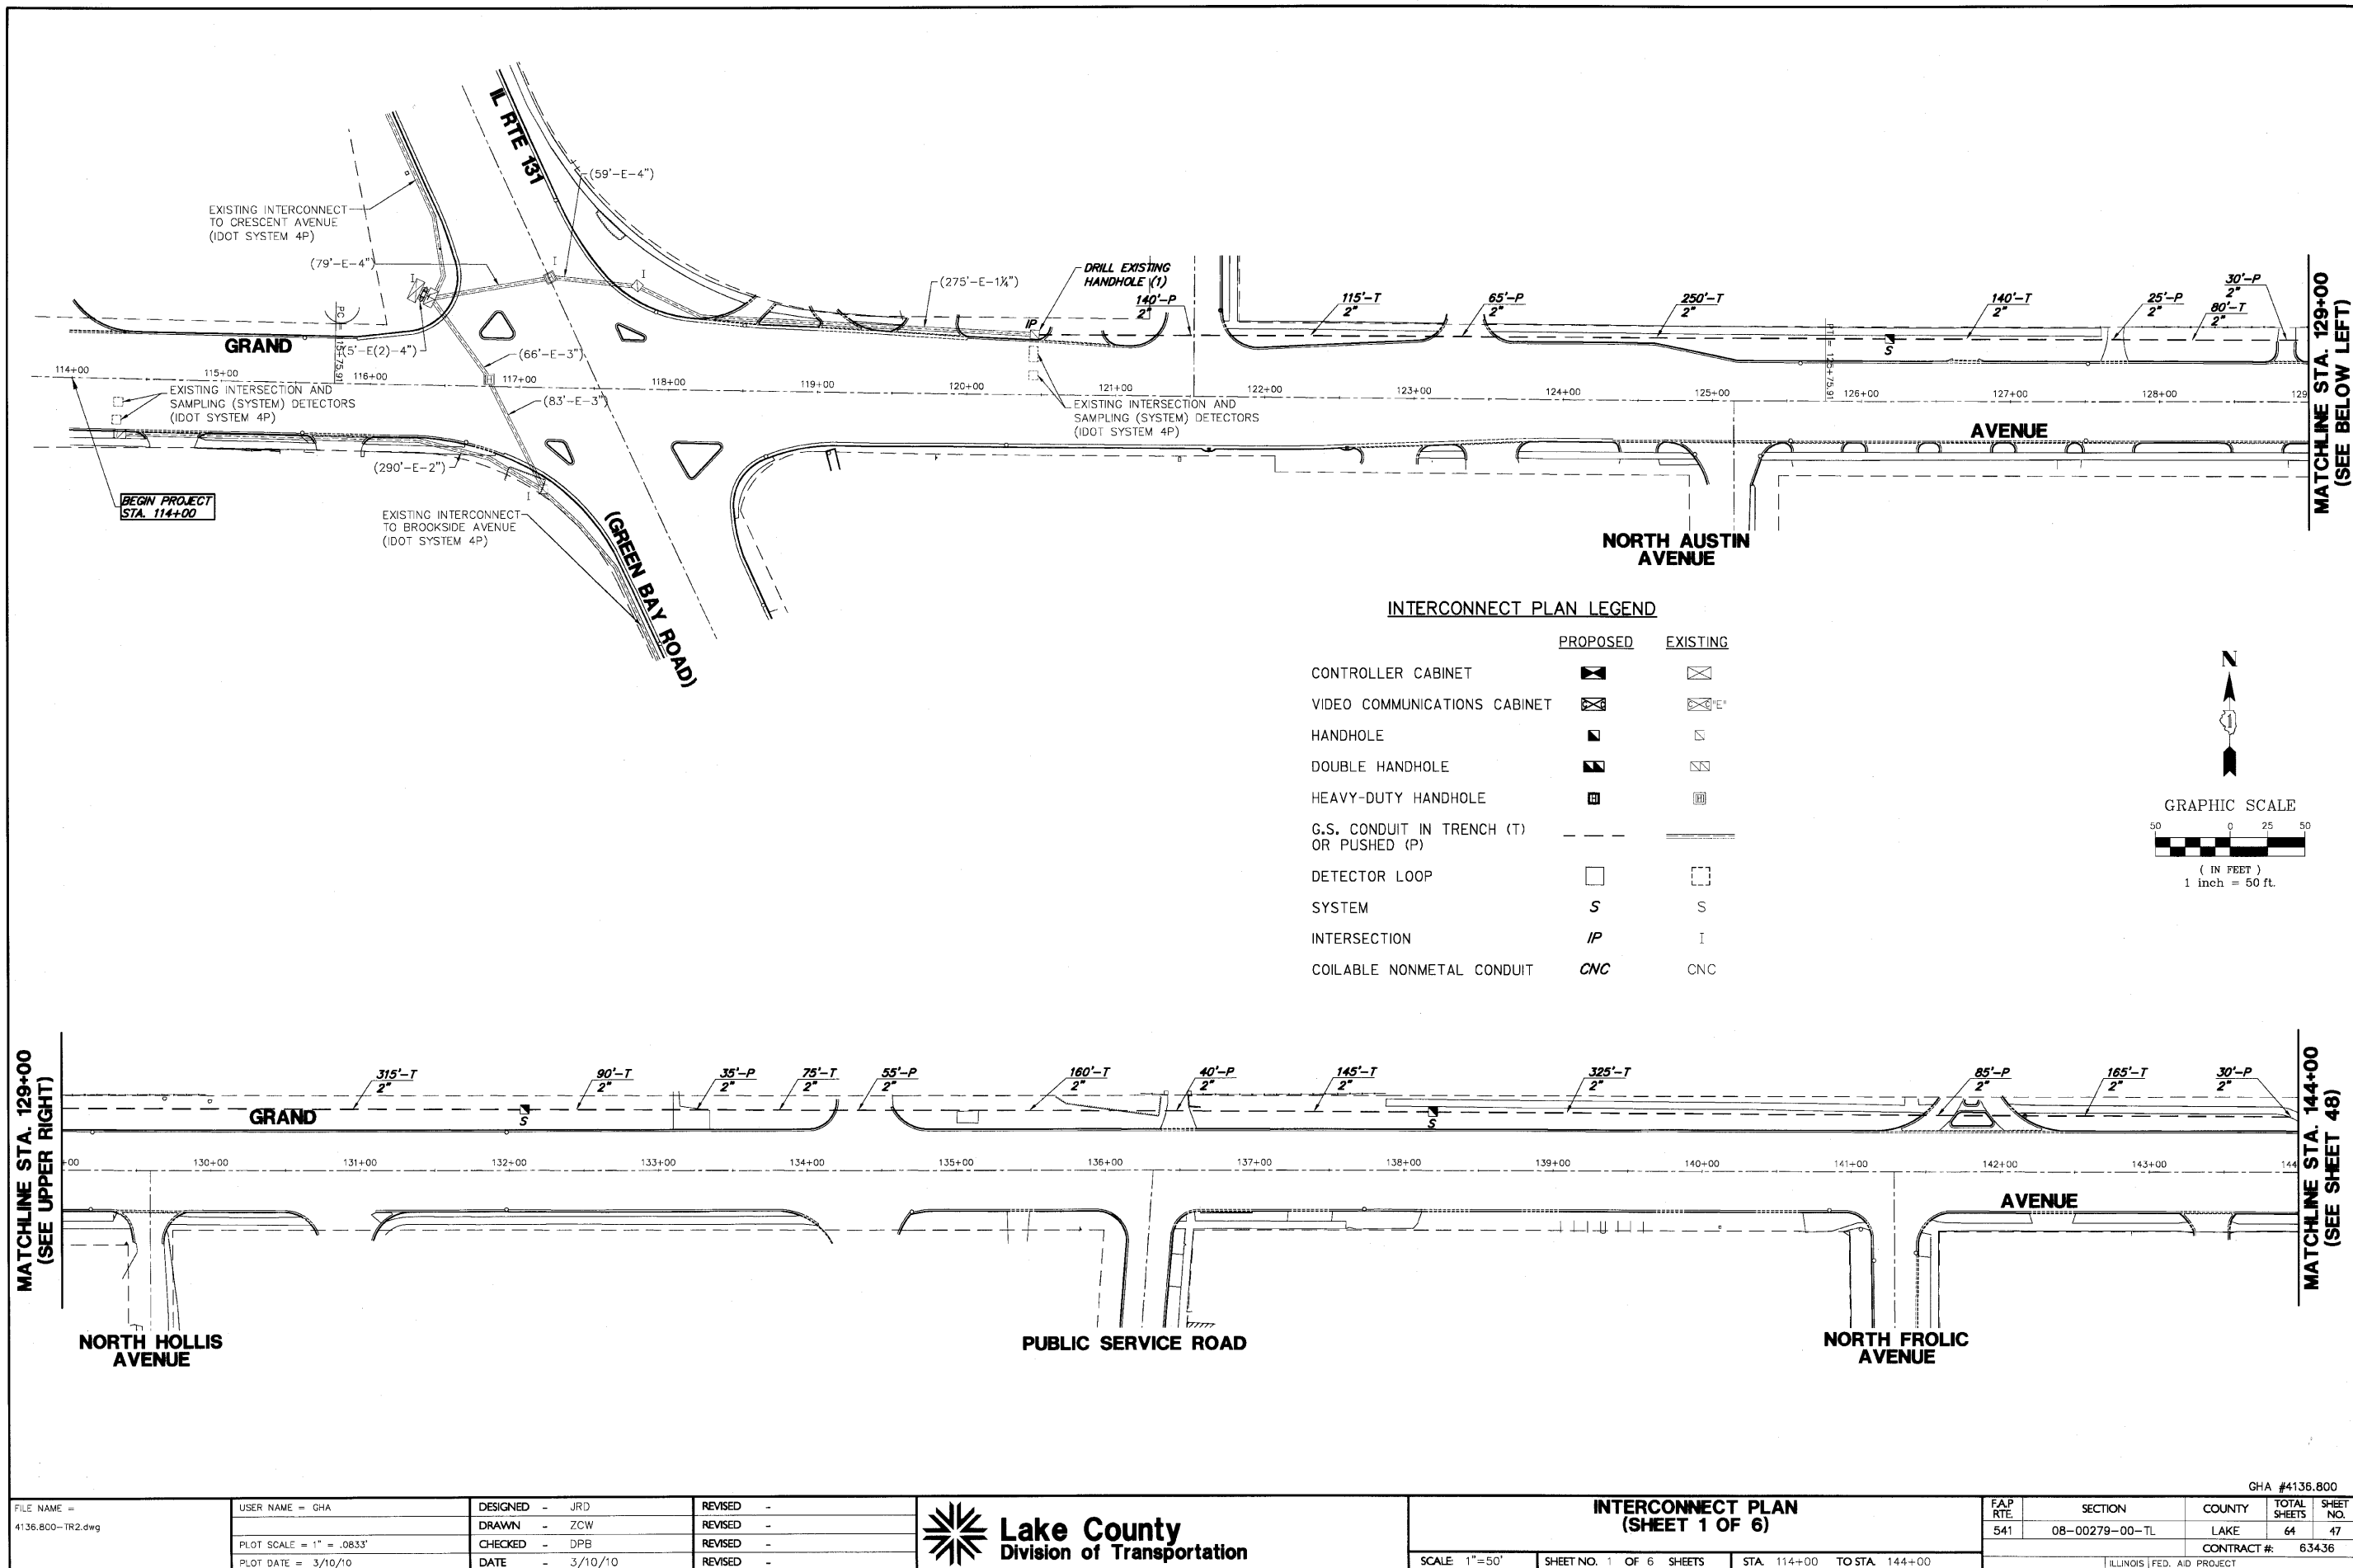 IL RTE 131
(59'-E-4")
EXISTING INTERCONNECT
TO CRESCENT AVENUE
(IDOT SYSTEM 4P)
(79'-E-4")
I
I
I
(275'-E-1¼")
DRILL EXISTING
HANDHOLE (1)
IP
140'-P
2"
115'-T
2"
65'-P
2"
250'-T
2"
140'-T
2"
25'-P
2"
80'-T
2"
30'-P
2"
S
MATCHLINE STA. 129+00
(SEE BELOW LEFT)
GRAND
(5'-E(2)-4")
(66'-E-3")
(83'-E-3")
114+00
115+00
116+00
117+00
118+00
119+00
120+00
121+00
122+00
123+00
124+00
125+00
126+00
127+00
128+00
129
PT = 125+75.91
EXISTING INTERSECTION AND
SAMPLING (SYSTEM) DETECTORS
(IDOT SYSTEM 4P)
EXISTING INTERSECTION AND
SAMPLING (SYSTEM) DETECTORS
(IDOT SYSTEM 4P)
AVENUE
(290'-E-2")
I
BEGIN PROJECT
STA. 114+00
EXISTING INTERCONNECT
TO BROOKSIDE AVENUE
(IDOT SYSTEM 4P)
(GREEN BAY ROAD)
NORTH AUSTIN
AVENUE
INTERCONNECT PLAN LEGEND
PROPOSED EXISTING
CONTROLLER CABINET
VIDEO COMMUNICATIONS CABINET "E"
HANDHOLE
DOUBLE HANDHOLE
HEAVY-DUTY HANDHOLE H H
G.S. CONDUIT IN TRENCH (T)
OR PUSHED (P)
DETECTOR LOOP
SYSTEM S S
INTERSECTION IP I
COILABLE NONMETAL CONDUIT CNC CNC
N
1
GRAPHIC SCALE
50 0 25 50
( IN FEET )
1 inch = 50 ft.
MATCHLINE STA. 129+00
(SEE UPPER RIGHT)
315'-T
2"
90'-T
2"
35'-P
2"
75'-T
2"
55'-P
2"
160'-T
2"
40'-P
2"
145'-T
2"
325'-T
2"
85'-P
2"
165'-T
2"
30'-P
2"
GRAND
S
S
+00
130+00
131+00
132+00
133+00
134+00
135+00
136+00
137+00
138+00
139+00
140+00
141+00
142+00
143+00
144
AVENUE
MATCHLINE STA. 144+00
(SEE SHEET 48)
NORTH HOLLIS
AVENUE
PUBLIC SERVICE ROAD
NORTH FROLIC
AVENUE
GHA #4136.800
FILE NAME =
4136.800-TR2.dwg
USER NAME = GHA
PLOT SCALE = 1" = .0833'
PLOT DATE = 3/10/10
DESIGNED - JRD
DRAWN - ZCW
CHECKED - DPB
DATE - 3/10/10
REVISED -
REVISED -
REVISED -
REVISED -
Lake County
Division of Transportation
INTERCONNECT PLAN
(SHEET 1 OF 6)
SCALE: 1"=50' SHEET NO. 1 OF 6 SHEETS STA. 114+00 TO STA. 144+00
F.A.P RTE. SECTION COUNTY TOTAL SHEETS SHEET NO.
541 08-00279-00-TL LAKE 64 47
CONTRACT #: 63436
ILLINOIS FED. AID PROJECT